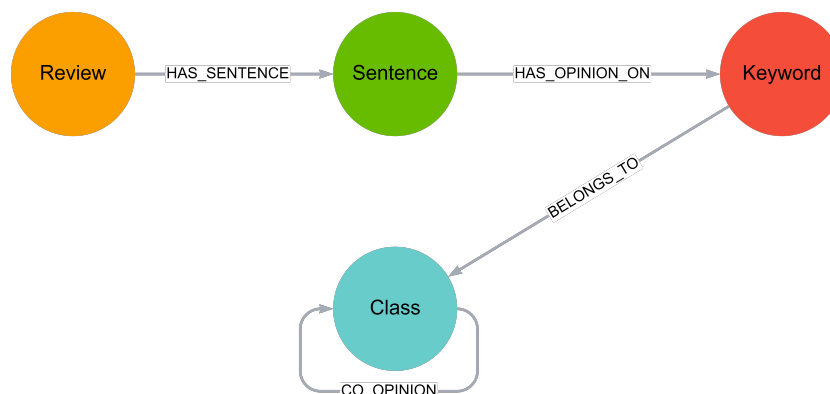 Review
HAS_SENTENCE
Sentence
HAS_OPINION_ON
Keyword
BELONGS_TO
Class
CO_OPINION